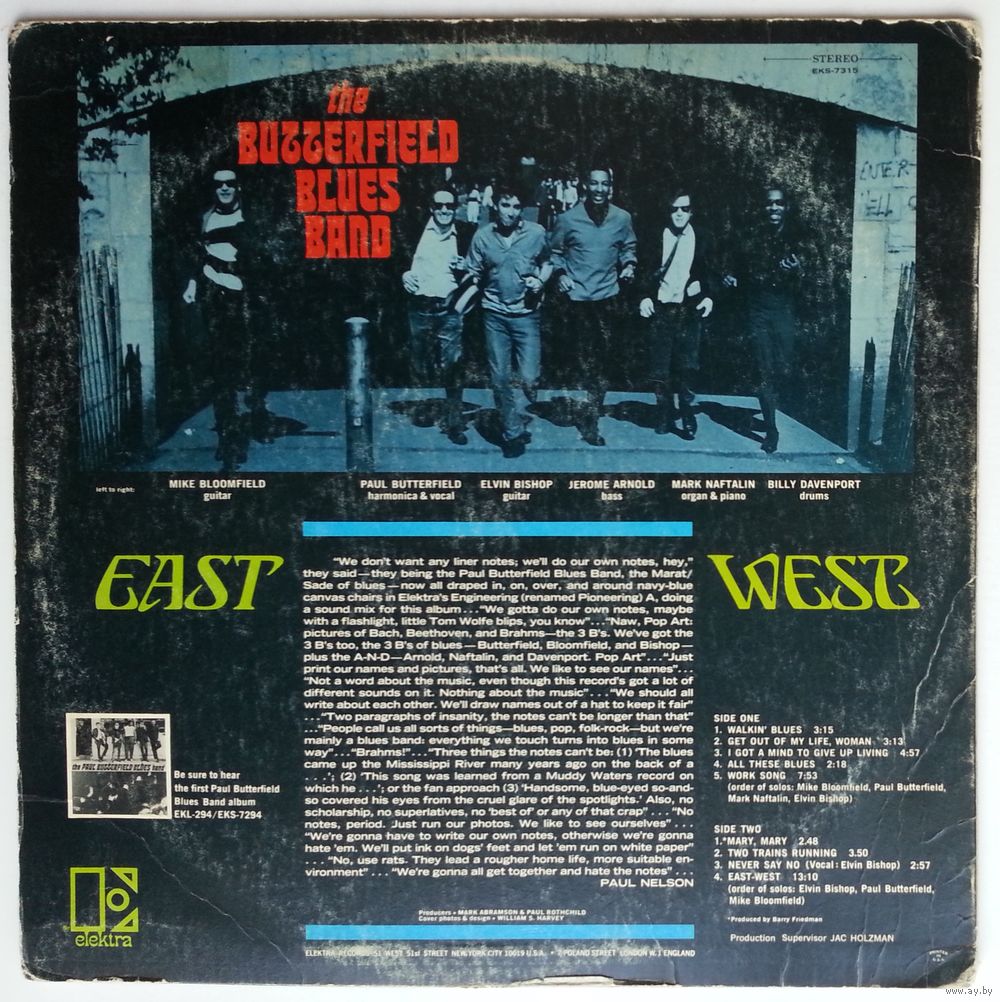 STEREO
EKS-7315
the
BUTTERFIELD
BLUES
BAND
ENTER
ELL
left to right:
MIKE BLOOMFIELD
guitar
PAUL BUTTERFIELD
harmonica & vocal
ELVIN BISHOP
guitar
JEROME ARNOLD
bass
MARK NAFTALIN
organ & piano
BILLY DAVENPORT
drums
EAST
WEST
"We don't want any liner notes; we'll do our own notes, hey,"
they said—they being the Paul Butterfield Blues Band, the Marat/
Sade of blues—now all draped in, on, over, and around navy-blue
canvas chairs in Elektra's Engineering (renamed Pioneering) A, doing
a sound mix for this album..."We gotta do our own notes, maybe
with a flashlight, little Tom Wolfe blips, you know"..."Naw, Pop Art:
pictures of Bach, Beethoven, and Brahms—the 3 B's. We've got the
3 B's too, the 3 B's of blues—Butterfield, Bloomfield, and Bishop—
plus the A-N-D—Arnold, Naftalin, and Davenport. Pop Art"..."Just
print our names and pictures, that's all. We like to see our names"...
"Not a word about the music, even though this record's got a lot of
different sounds on it. Nothing about the music"..."We should all
write about each other. We'll draw names out of a hat to keep it fair"
..."Two paragraphs of insanity, the notes can't be longer than that"
..."People call us all sorts of things—blues, pop, folk-rock—but we're
mainly a blues band: everything we touch turns into blues in some
way"..."Brahms!"..."Three things the notes can't be: (1) 'The blues
came up the Mississippi River many years ago on the back of a
...'; (2) 'This song was learned from a Muddy Waters record on
which he ...'; or the fan approach (3) 'Handsome, blue-eyed so-and-
so covered his eyes from the cruel glare of the spotlights.' Also, no
scholarship, no superlatives, no 'best of' or any of that crap' ..."No
notes, period. Just run our photos. We like to see ourselves" ...
"We're gonna have to write our own notes, otherwise we're gonna
hate 'em. We'll put ink on dogs' feet and let 'em run on white paper"
..."No, use rats. They lead a rougher home life, more suitable en-
vironment"..."We're gonna all get together and hate the notes"...
PAUL NELSON
the PAUL BUTTERFIELD BLUES band
Be sure to hear
the first Paul Butterfield
Blues Band album
EKL-294/EKS-7294
elektra
SIDE ONE
1. WALKIN' BLUES 3:15
2. GET OUT OF MY LIFE, WOMAN 3:13
3. I GOT A MIND TO GIVE UP LIVING 4:57
4. ALL THESE BLUES 2:18
5. WORK SONG 7:53
(order of solos: Mike Bloomfield, Paul Butterfield,
Mark Naftalin, Elvin Bishop)
SIDE TWO
1.*MARY, MARY 2.48
2. TWO TRAINS RUNNING 3.50
3. NEVER SAY NO (Vocal: Elvin Bishop) 2:57
4. EAST-WEST 13:10
(order of solos: Elvin Bishop, Paul Butterfield,
Mike Bloomfield)
*Produced by Barry Friedman
Production Supervisor JAC HOLZMAN
Producers • MARK ABRAMSON & PAUL ROTHCHILD
Cover photos & design • WILLIAM S. HARVEY
ELEKTRA RECORDS • 51 WEST 51st STREET NEW YORK CITY 10019 U.S.A. • 7 POLAND STREET LONDON W.1 ENGLAND
PRINTED
IN
U.S.A.
www.ay.by